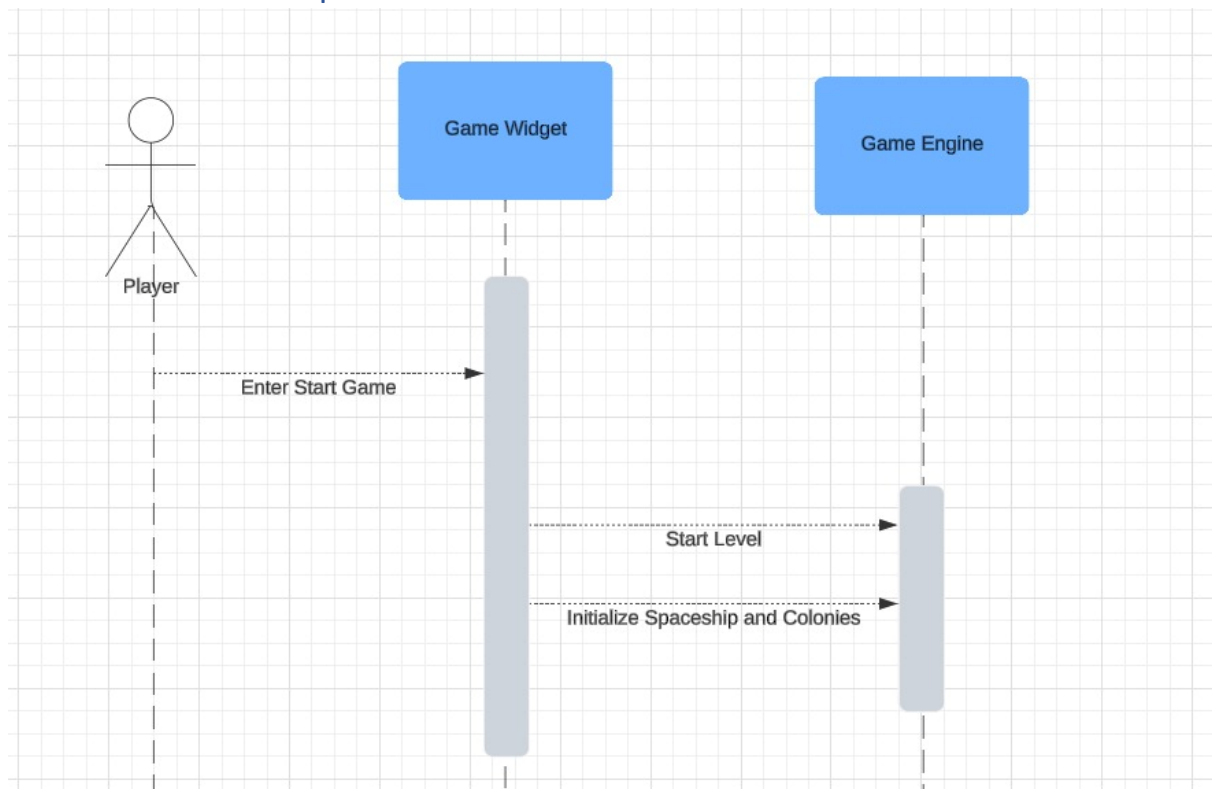 Game Widget
Game Engine
Player
Enter Start Game
Start Level
Initialize Spaceship and Colonies